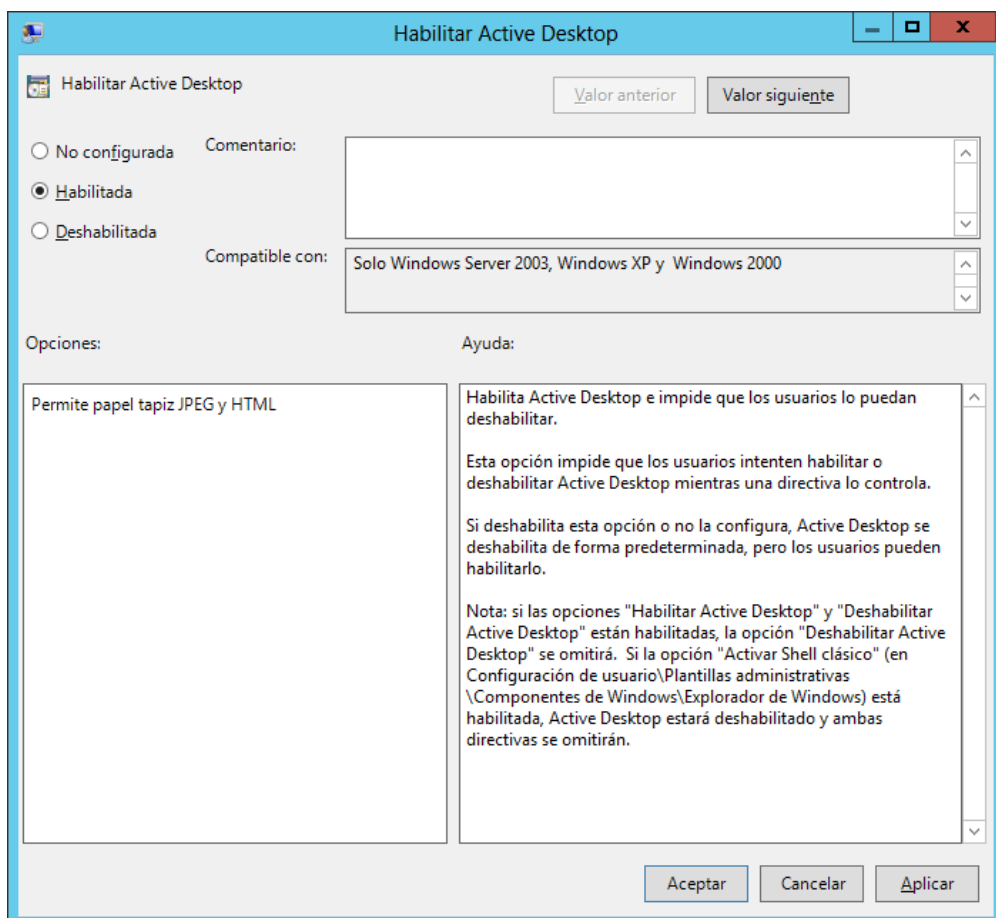 Habilitar Active Desktop
Habilitar Active Desktop
Valor anterior
Valor siguiente
No configurada
Habilitada
Deshabilitada
Comentario:
Compatible con:
Solo Windows Server 2003, Windows XP y  Windows 2000
Opciones:
Ayuda:
Permite papel tapiz JPEG y HTML
Habilita Active Desktop e impide que los usuarios lo puedan
deshabilitar.
Esta opción impide que los usuarios intenten habilitar o
deshabilitar Active Desktop mientras una directiva lo controla.
Si deshabilita esta opción o no la configura, Active Desktop se
deshabilita de forma predeterminada, pero los usuarios pueden
habilitarlo.
Nota: si las opciones "Habilitar Active Desktop" y "Deshabilitar
Active Desktop" están habilitadas, la opción "Deshabilitar Active
Desktop" se omitirá.  Si la opción "Activar Shell clásico" (en
Configuración de usuario\Plantillas administrativas
\Componentes de Windows\Explorador de Windows) está
habilitada, Active Desktop estará deshabilitado y ambas
directivas se omitirán.
Aceptar
Cancelar
Aplicar